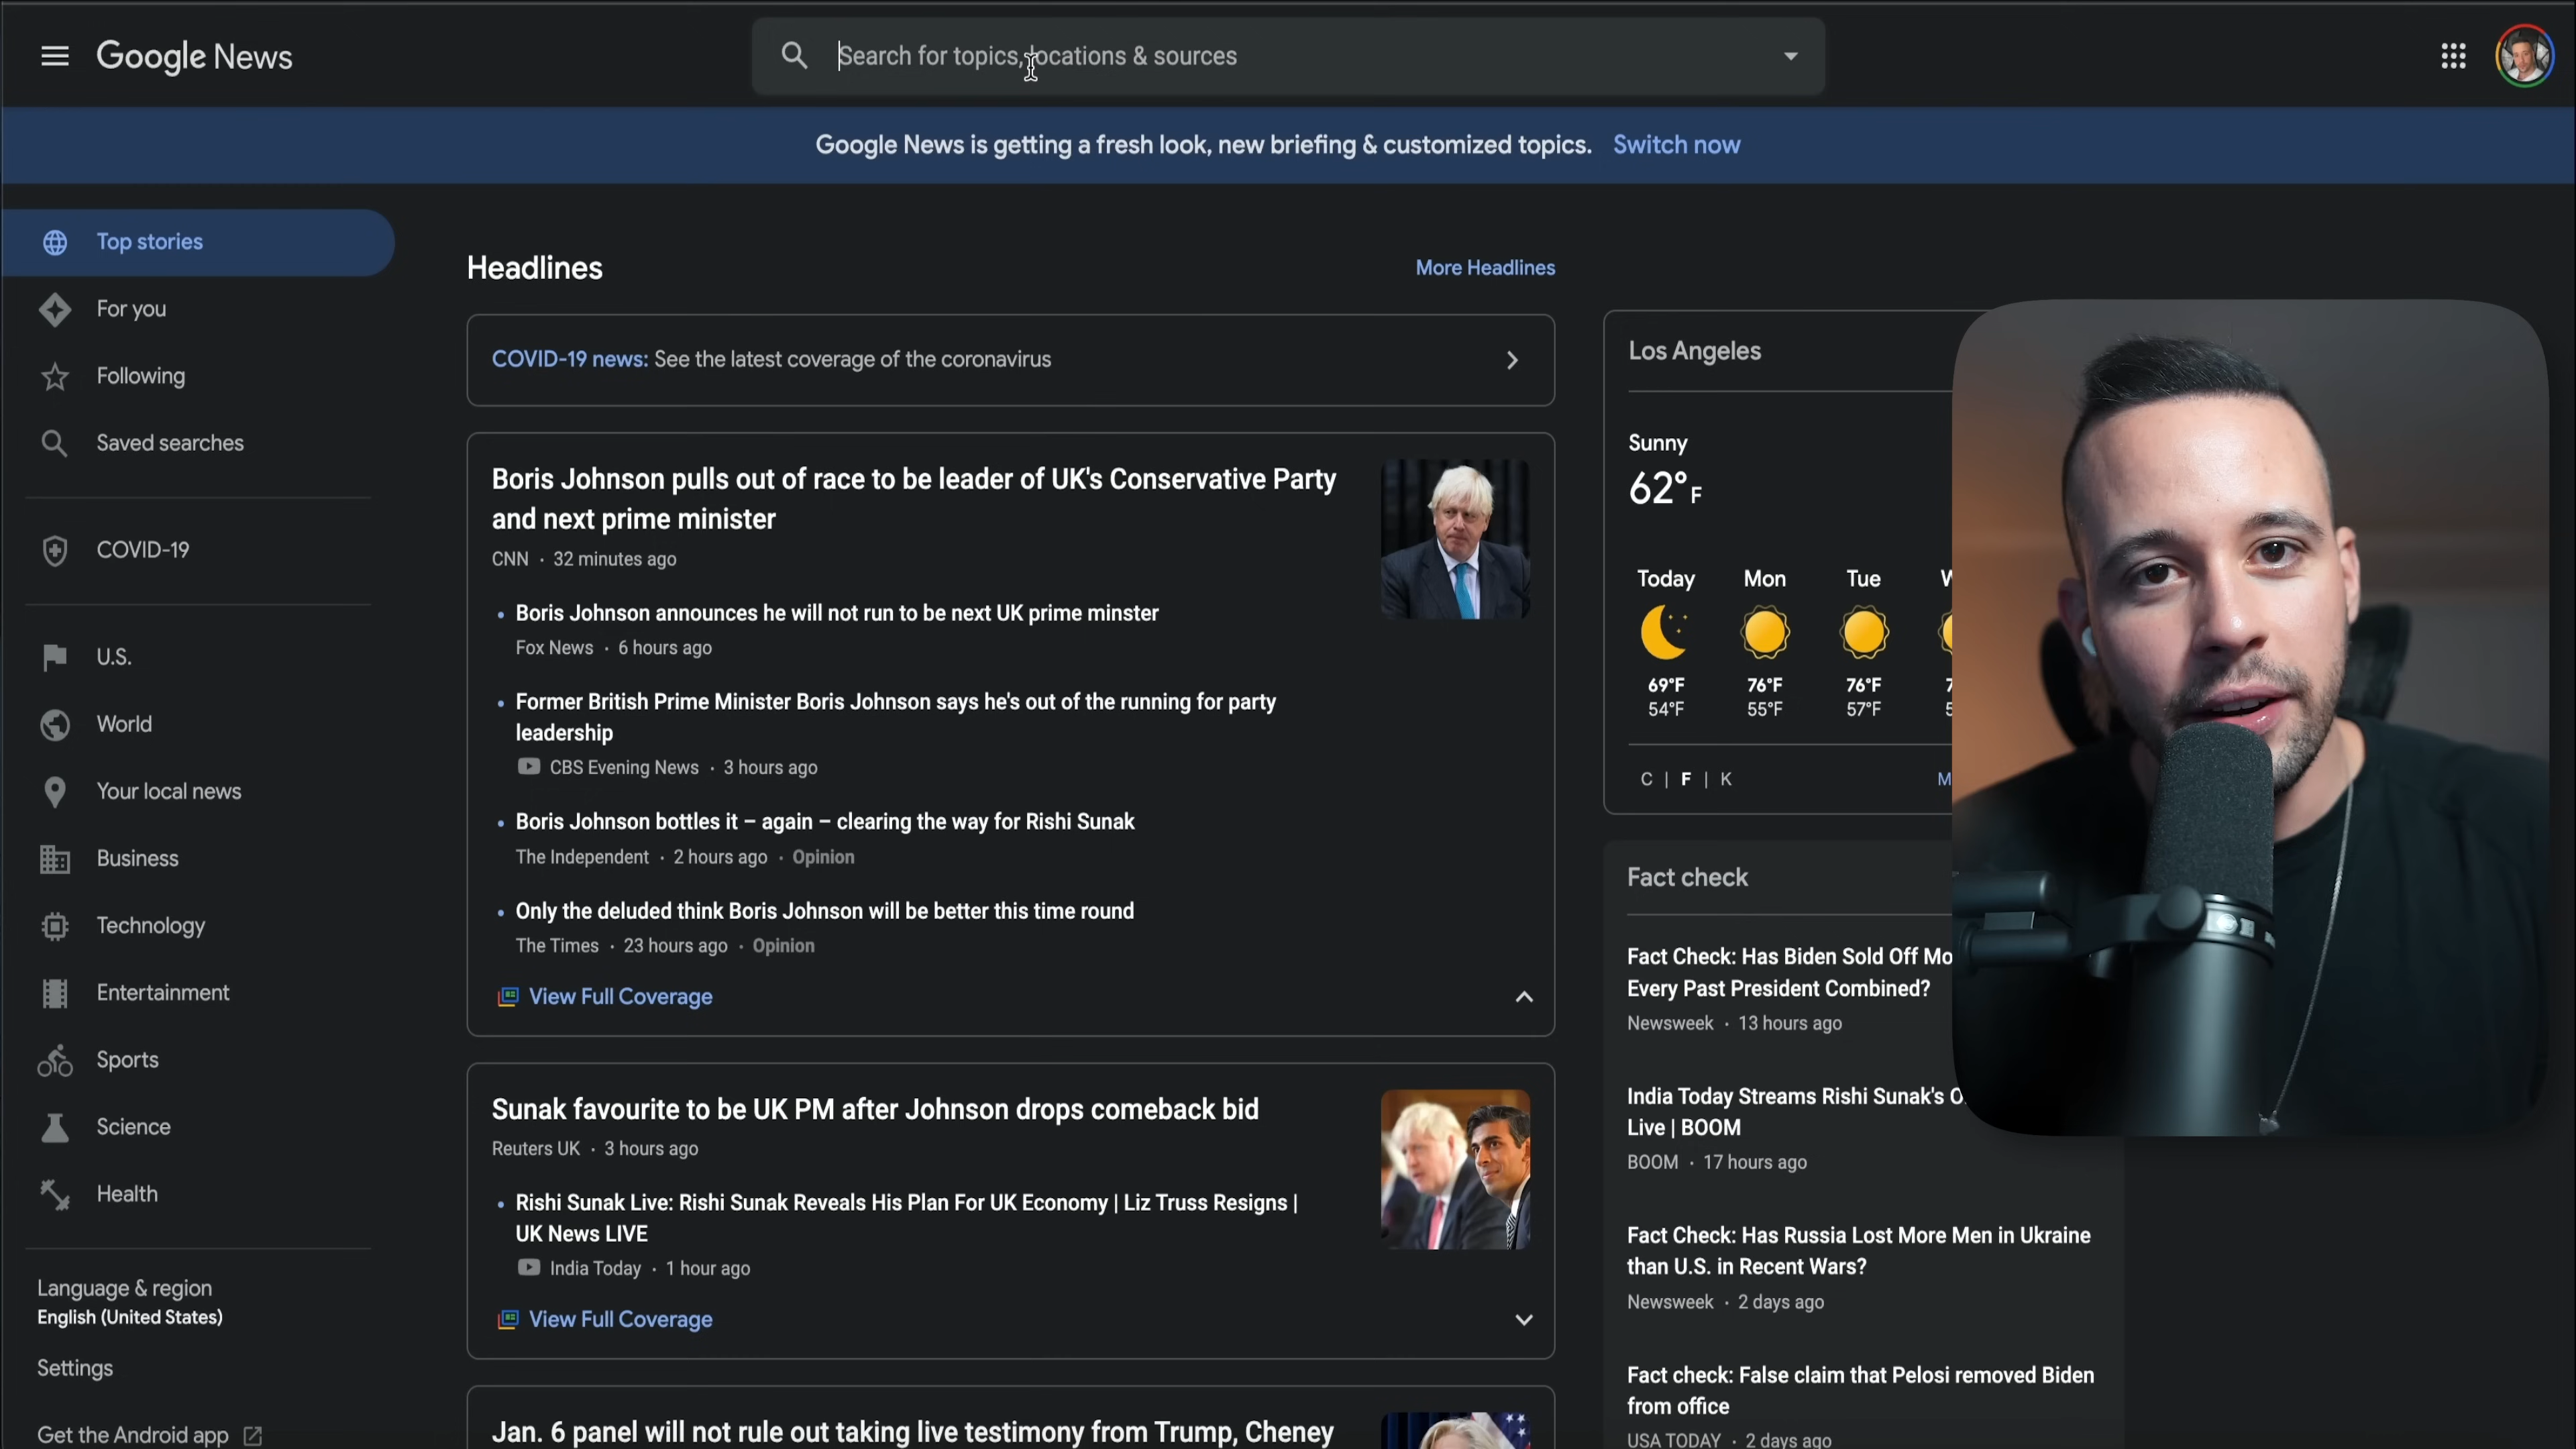 Google News
Search for topics, locations & sources
Google News is getting a fresh look, new briefing & customized topics. Switch now
Top stories
For you
Following
Saved searches
COVID-19
U.S.
World
Your local news
Business
Technology
Entertainment
Sports
Science
Health
Language & region
English (United States)
Settings
Get the Android app
Headlines
More Headlines
COVID-19 news: See the latest coverage of the coronavirus
Boris Johnson pulls out of race to be leader of UK's Conservative Party
and next prime minister
CNN · 32 minutes ago
• Boris Johnson announces he will not run to be next UK prime minster
Fox News · 6 hours ago
• Former British Prime Minister Boris Johnson says he's out of the running for party
leadership
CBS Evening News · 3 hours ago
• Boris Johnson bottles it – again – clearing the way for Rishi Sunak
The Independent · 2 hours ago · Opinion
• Only the deluded think Boris Johnson will be better this time round
The Times · 23 hours ago · Opinion
View Full Coverage
Sunak favourite to be UK PM after Johnson drops comeback bid
Reuters UK · 3 hours ago
• Rishi Sunak Live: Rishi Sunak Reveals His Plan For UK Economy | Liz Truss Resigns |
UK News LIVE
India Today · 1 hour ago
View Full Coverage
Jan. 6 panel will not rule out taking live testimony from Trump, Cheney
Los Angeles
Sunny
62°F
Today Mon Tue
69°F 76°F 76°F
54°F 55°F 57°F
C | F | K
Fact check
Fact Check: Has Biden Sold Off
Every Past President Combined?
Newsweek · 13 hours ago
India Today Streams Rishi Sunak's
Live | BOOM
BOOM · 17 hours ago
Fact Check: Has Russia Lost More Men in Ukraine
than U.S. in Recent Wars?
Newsweek · 2 days ago
Fact check: False claim that Pelosi removed Biden
from office
USA TODAY · 2 days ago